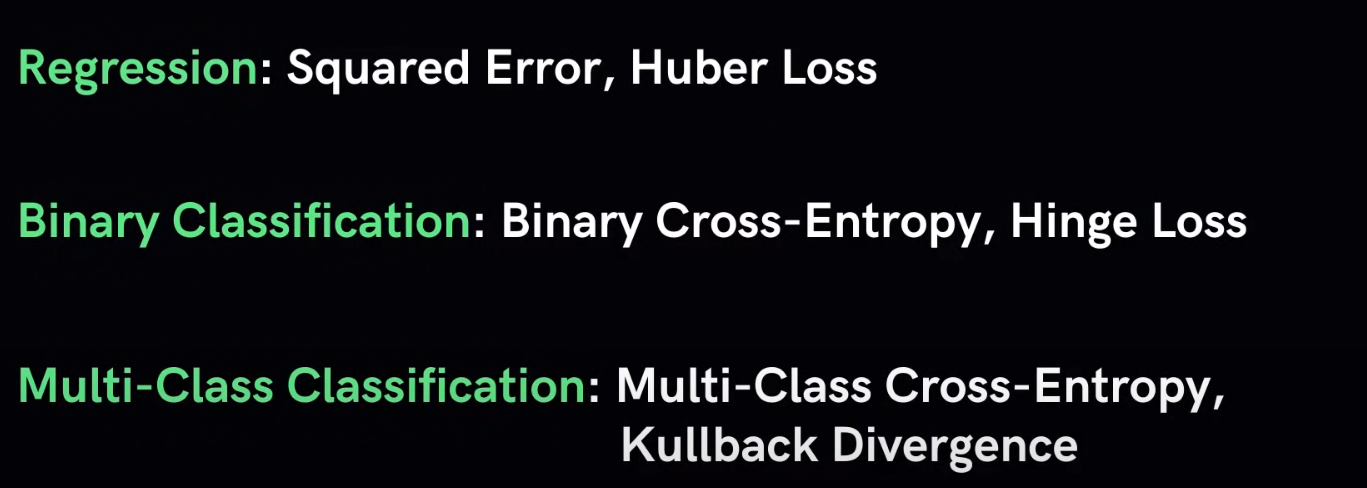 Regression: Squared Error, Huber Loss
Binary Classification: Binary Cross-Entropy, Hinge Loss
Multi-Class Classification: Multi-Class Cross-Entropy,
Kullback Divergence